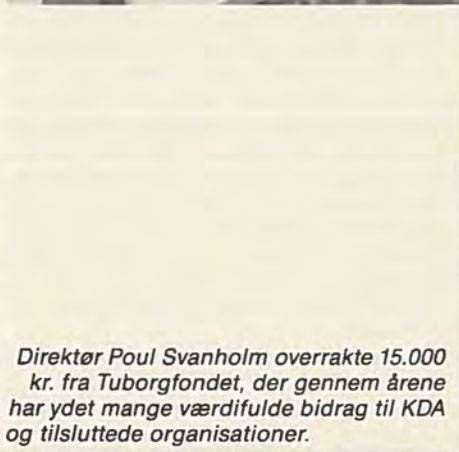 Direktør Poul Svanholm overrakte 15.000
kr. fra Tuborgfondet, der gennem årene
har ydet mange værdifulde bidrag til KDA
og tilsluttede organisationer.